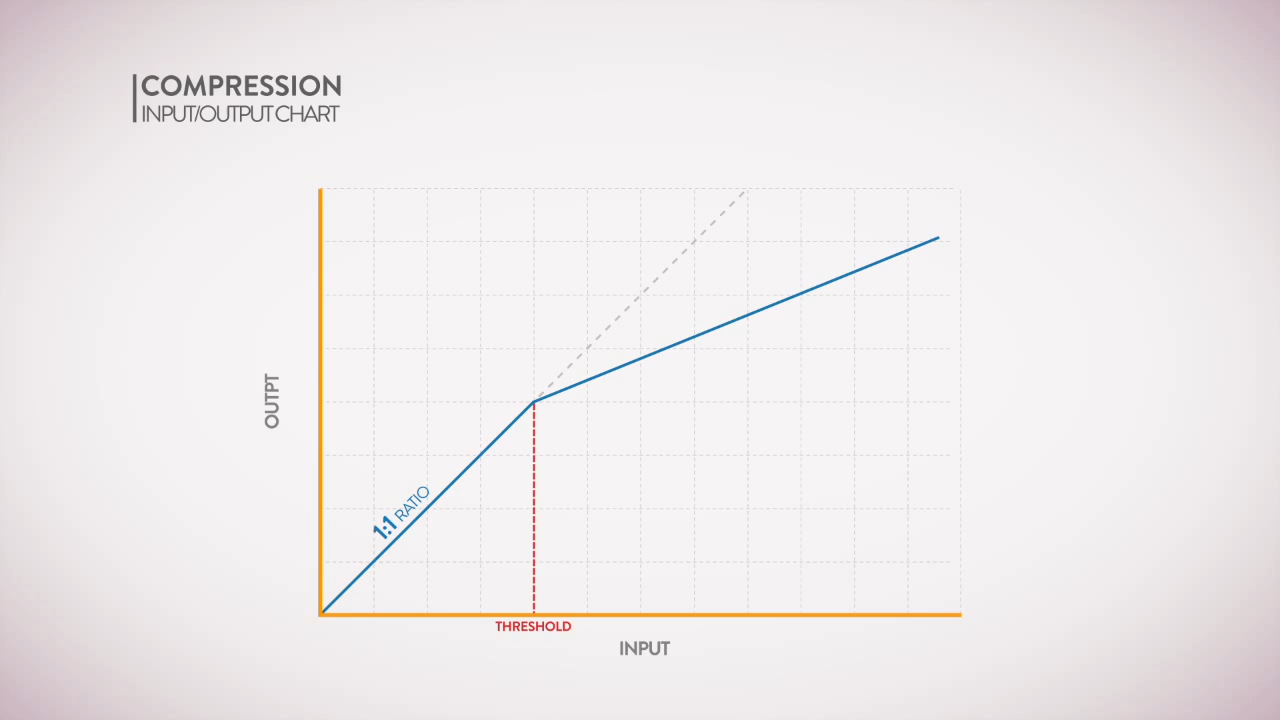 COMPRESSION
INPUT/OUTPUT CHART
OUTPT
1:1 RATIO
THRESHOLD
INPUT